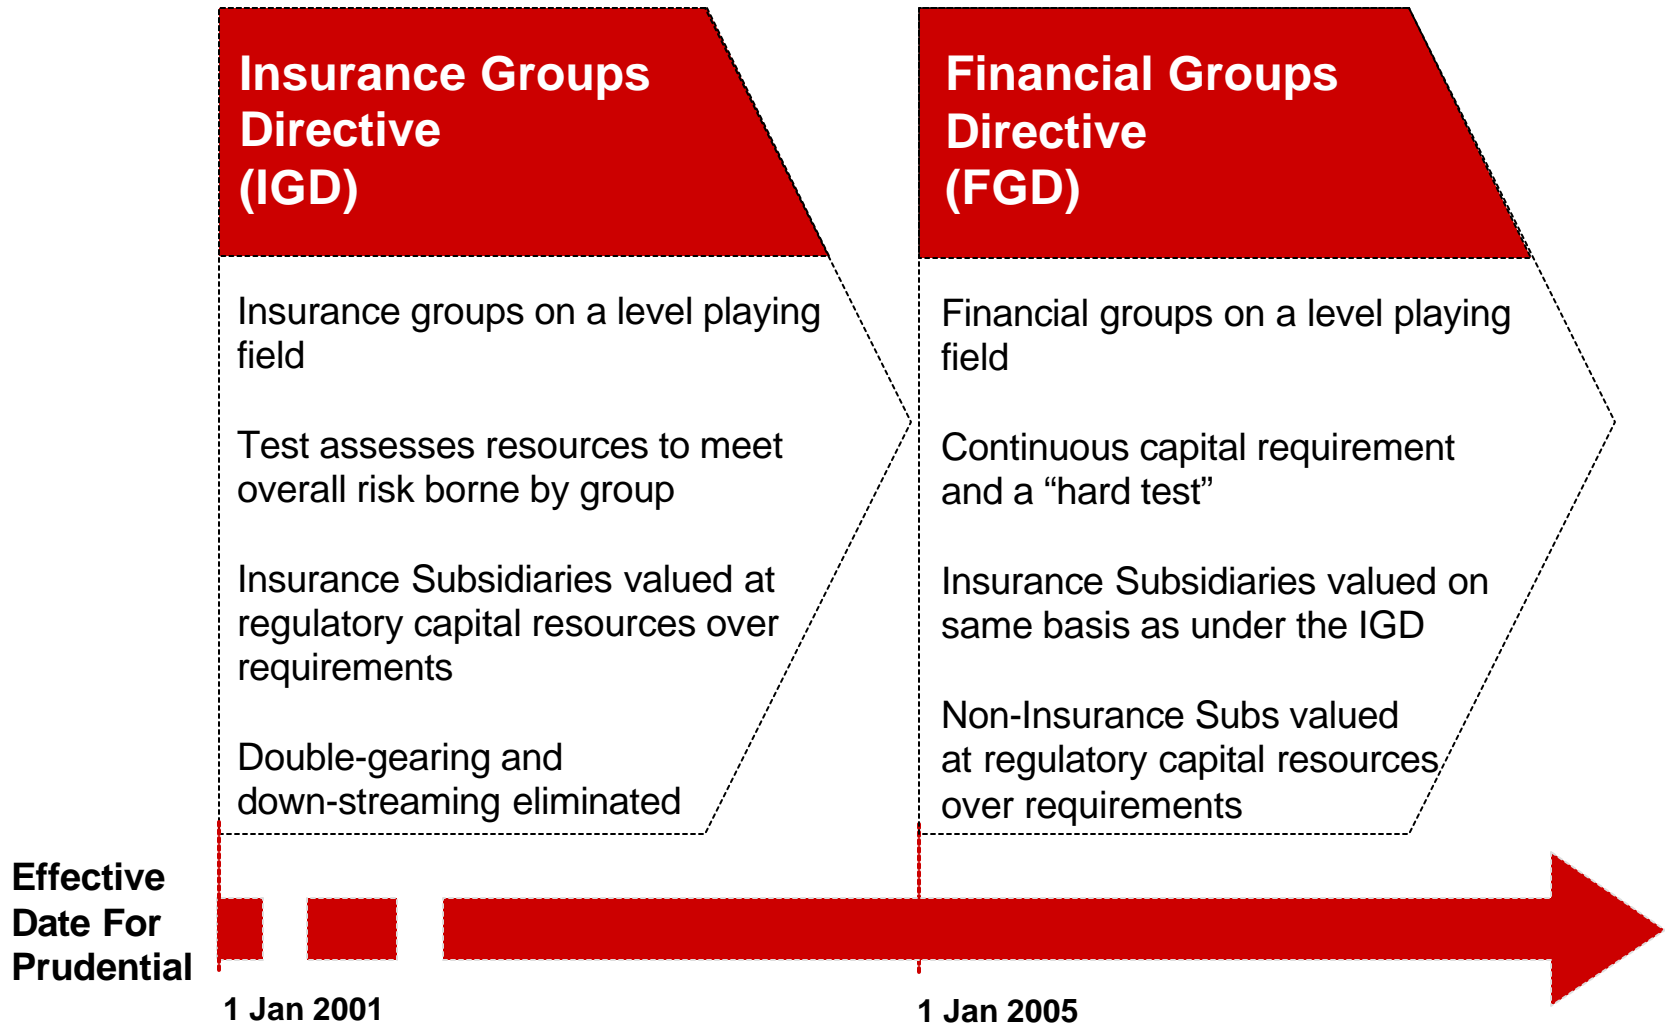 Insurance Groups
Directive
(IGD)
Insurance groups on a level playing
field
Test assesses resources to meet
overall risk borne by group
Insurance Subsidiaries valued at
regulatory capital resources over
requirements
Double-gearing and
down-streaming eliminated
Financial Groups
Directive
(FGD)
Financial groups on a level playing
field
Continuous capital requirement
and a “hard test”
Insurance Subsidiaries valued on
same basis as under the IGD
Non-Insurance Subs valued
at regulatory capital resources
over requirements
Effective
Date For
Prudential
1 Jan 2001
1 Jan 2005